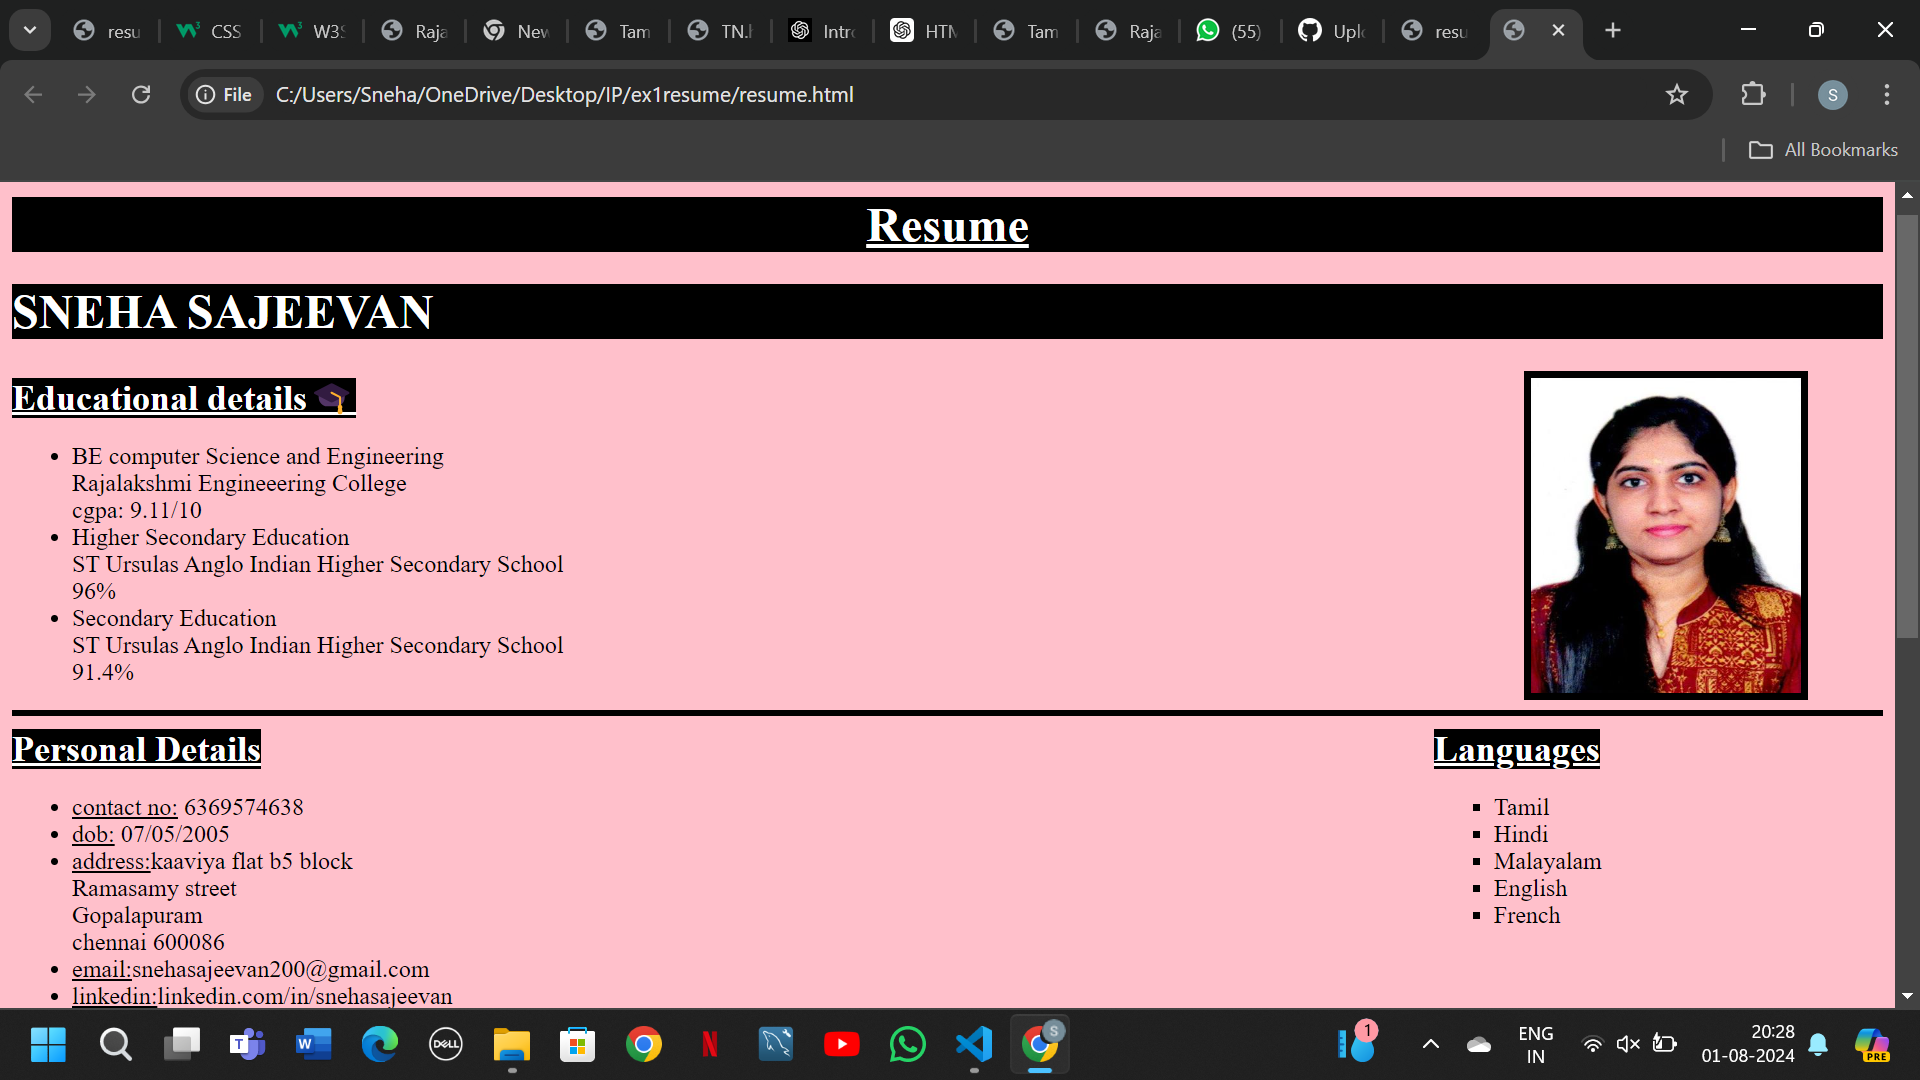 resu
CSS
W3S
Raja
New
Tam
TN.h
Intro
HTM
Tam
Raja
(55)
Uplo
resu
File
C:/Users/Sneha/OneDrive/Desktop/IP/ex1resume/resume.html
S
All Bookmarks
Resume
SNEHA SAJEEVAN
Educational details
BE computer Science and Engineering
Rajalakshmi Engineeering College
cgpa: 9.11/10
Higher Secondary Education
ST Ursulas Anglo Indian Higher Secondary School
96%
Secondary Education
ST Ursulas Anglo Indian Higher Secondary School
91.4%
Personal Details
contact no: 6369574638
dob: 07/05/2005
address:kaaviya flat b5 block
Ramasamy street
Gopalapuram
chennai 600086
email:snehasajeevan200@gmail.com
linkedin:linkedin.com/in/snehasajeevan
Languages
Tamil
Hindi
Malayalam
English
French
T
W
DELL
N
S
1
ENG
IN
20:28
01-08-2024
PRE